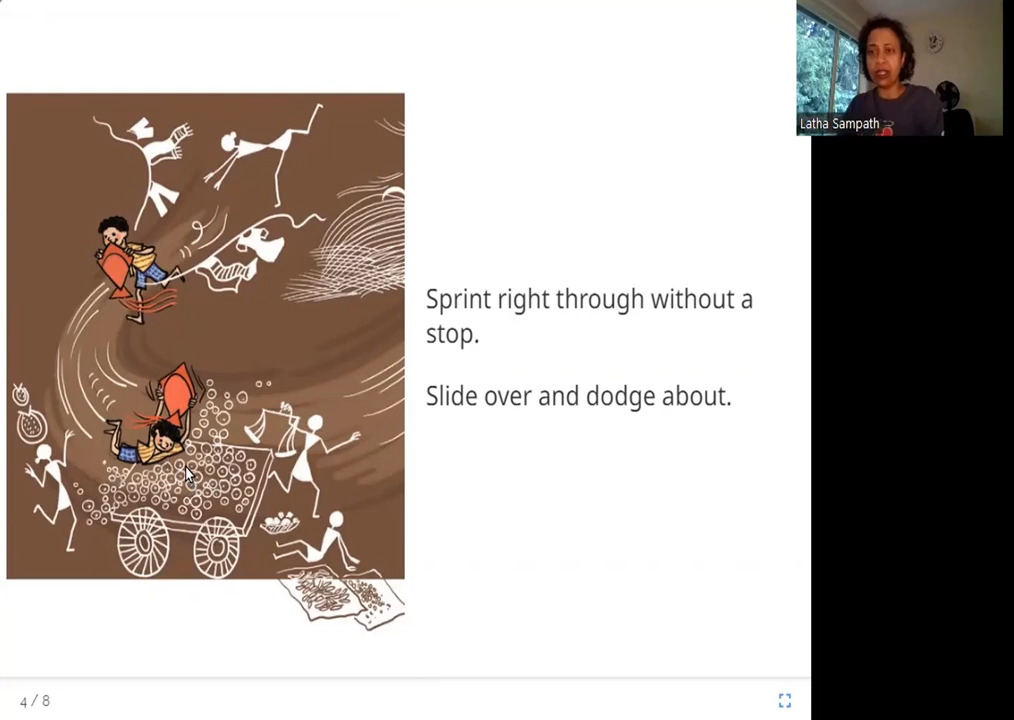 Latha Sampath
Sprint right through without a
stop.
Slide over and dodge about.
4 / 8